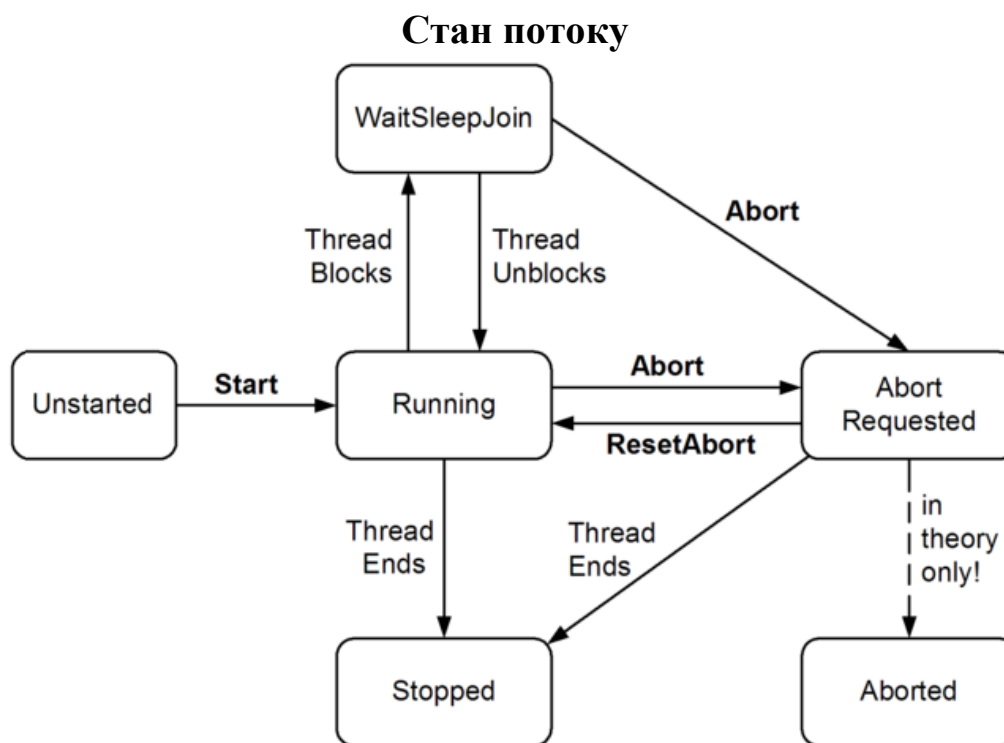 Стан потоку
WaitSleepJoin
Abort
Thread
Blocks
Thread
Unblocks
Unstarted
Start
Running
Abort
ResetAbort
Abort
Requested
Thread
Ends
Thread
Ends
in
theory
only!
Stopped
Aborted